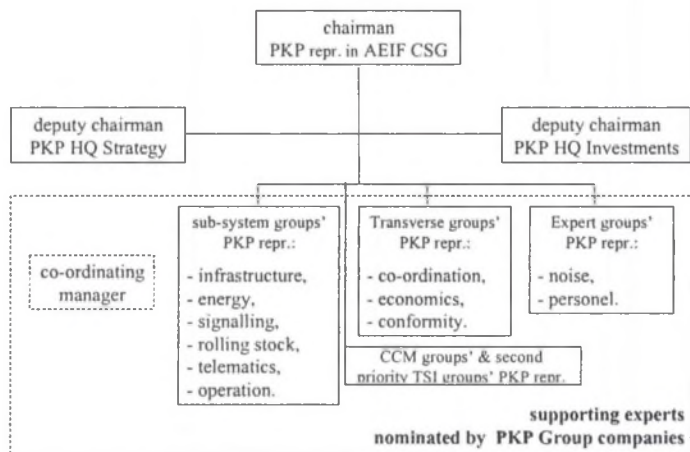 chairman
PKP repr. in AEIF CSG
deputy chairman
PKP HQ Strategy
deputy chairman
PKP HQ Investments
co-ordinating
manager
sub-system groups'
PKP repr.:
- infrastructure,
- energy,
- signalling,
- rolling stock,
- telematics,
- operation.
Transverse groups'
PKP repr.:
- co-ordination,
- economics,
- conformity.
Expert groups'
PKP repr.:
- noise,
- personel.
CCM groups' & second
priority TSI groups' PKP repr.
supporting experts
nominated by PKP Group companies